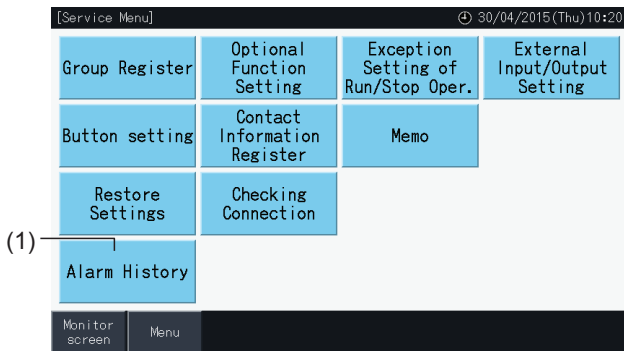 [Service Menu] 30/04/2015(Thu)10:20
Group Register
Optional
Function
Setting
Exception
Setting of
Run/Stop Oper.
External
Input/Output
Setting
Button setting
Contact
Information
Register
Memo
Restore
Settings
Checking
Connection
(1)
Alarm History
Monitor
screen
Menu